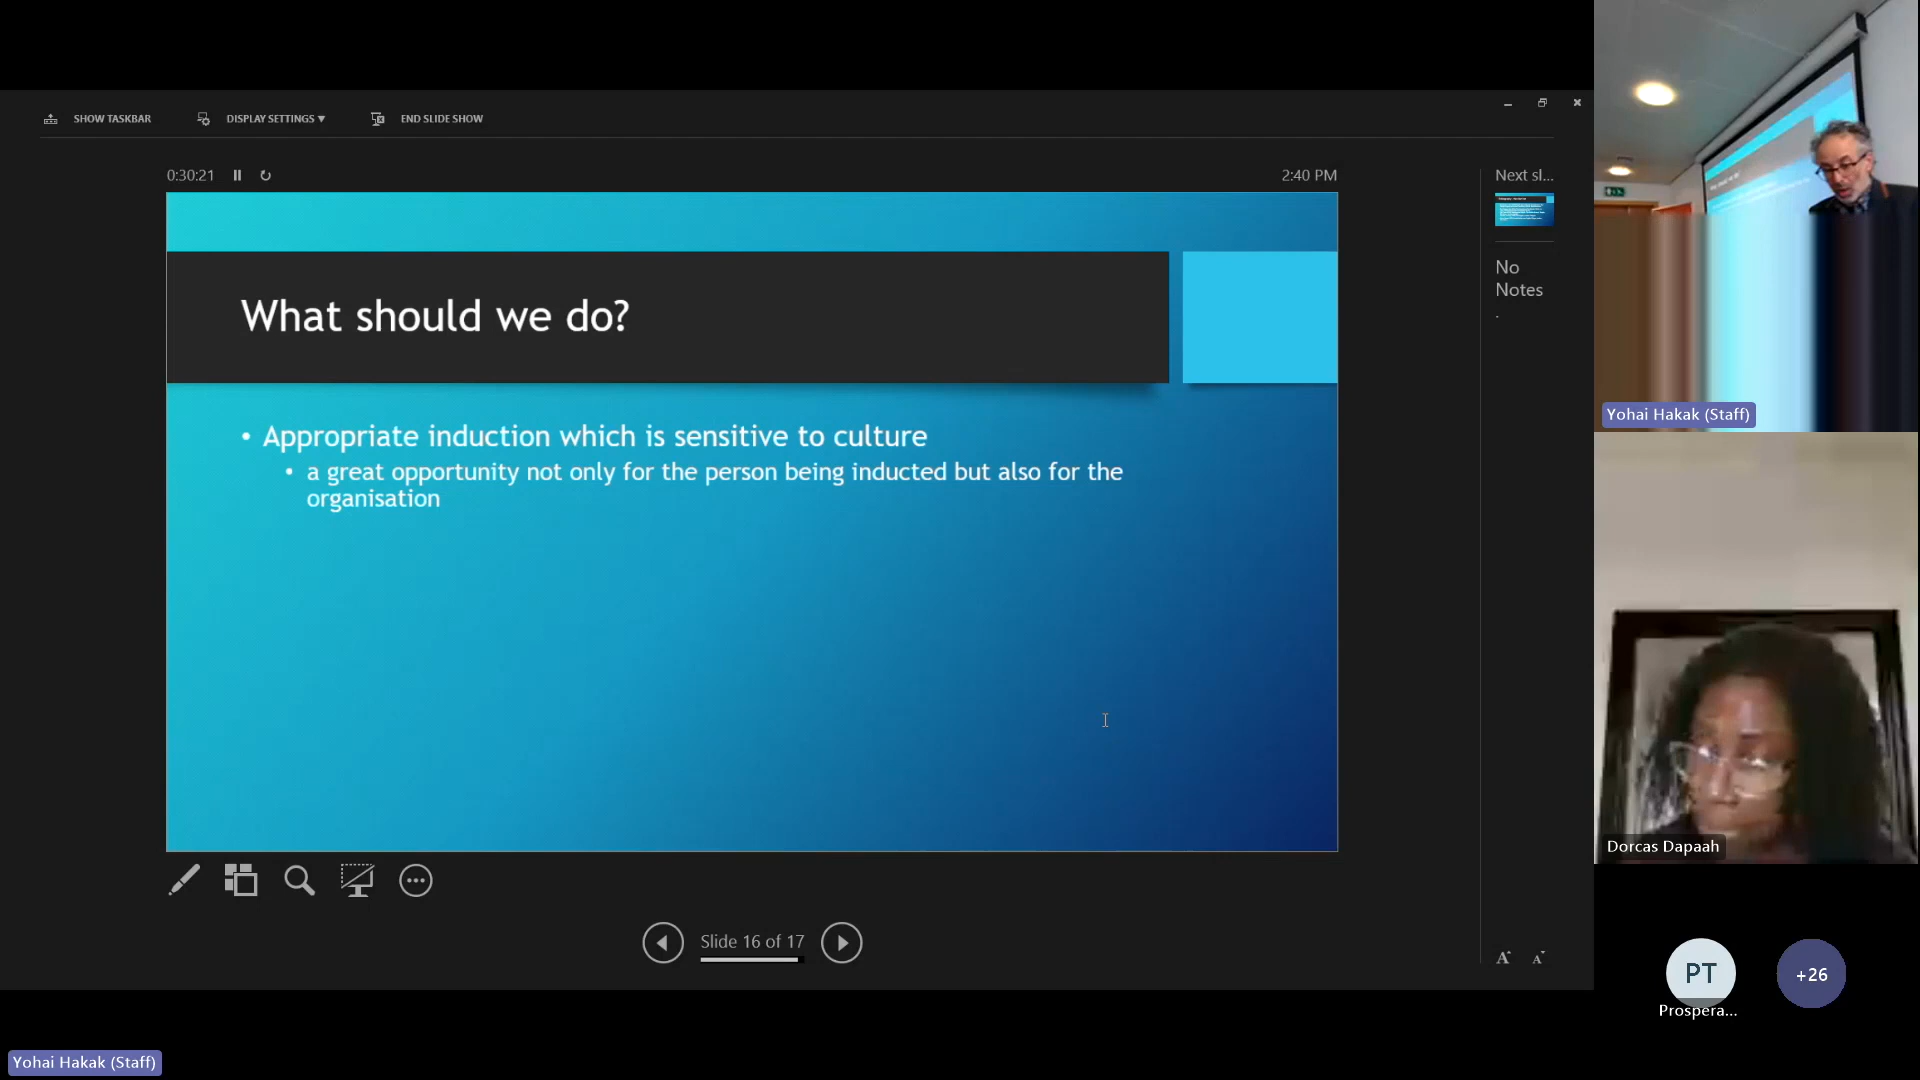 SHOW TASKBAR
DISPLAY SETTINGS ▼
END SLIDE SHOW
0:30:21
2:40 PM
Next sl...
What should we do?
• Appropriate induction which is sensitive to culture
• a great opportunity not only for the person being inducted but also for the
organisation
No
Notes
.
Slide 16 of 17
A
A
Yohai Hakak (Staff)
Dorcas Dapaah
PT
Prospera...
+26
Yohai Hakak (Staff)